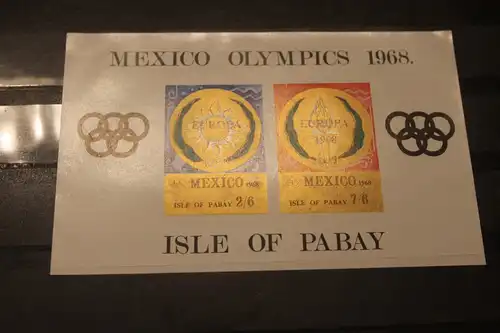 MEXICO OLYMPICS 1968.
EUROPA
MEXICO 1968
ISLE OF PABAY 2/6
EUROPA
1968
MEXICO 1968
ISLE OF PABAY 7/6
ISLE OF PABAY